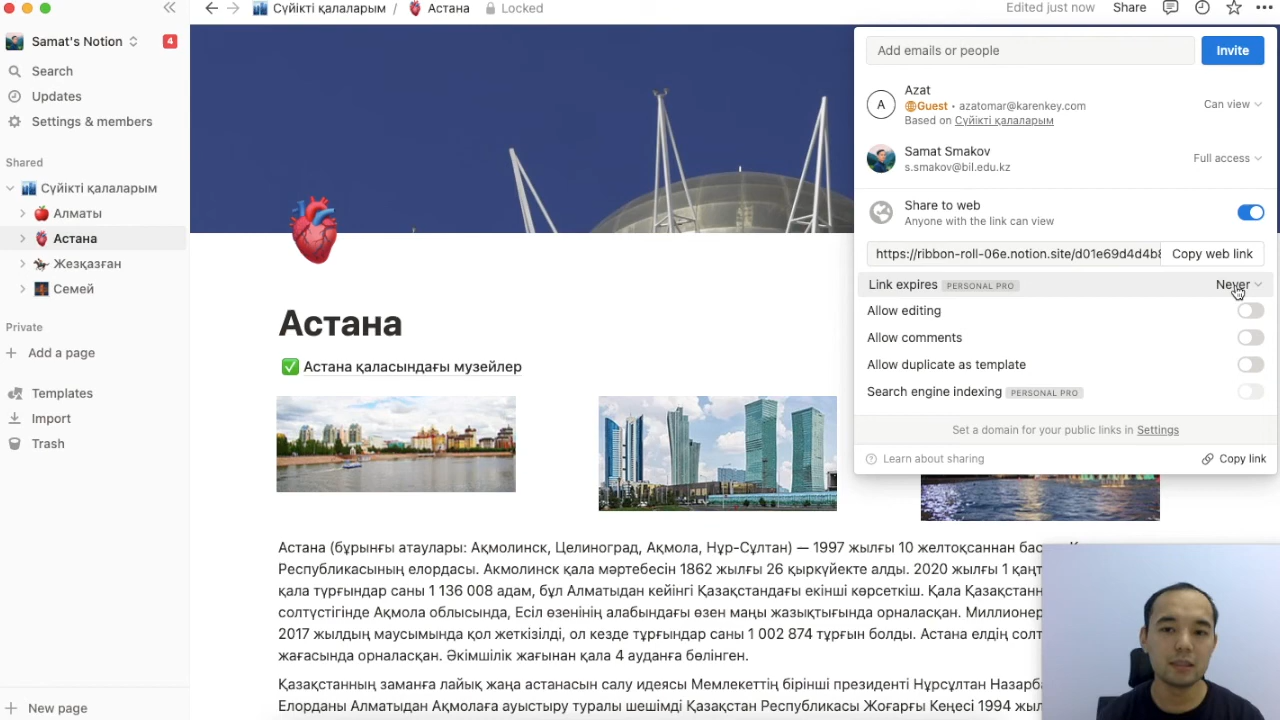 Сүйікті қалаларым / Астана Locked
Edited just now Share
Samat's Notion 4
Search
Updates
Settings & members
Shared
Сүйікті қалаларым
Алматы
Астана
Жезқазған
Семей
Private
Add a page
Templates
Import
Trash
New page
Add emails or people Invite
A
Azat
Guest • azatomar@karenkey.com Can view
Based on Сүйікті қалаларым
Samat Smakov
s.smakov@bil.edu.kz Full access
Share to web
Anyone with the link can view
https://ribbon-roll-06e.notion.site/d01e69d4d4b Copy web link
Link expires PERSONAL PRO Never
Allow editing
Allow comments
Allow duplicate as template
Search engine indexing PERSONAL PRO
Set a domain for your public links in Settings
Learn about sharing Copy link
Астана
Астана қаласындағы музейлер
Астана (бұрынғы атаулары: Ақмолинск, Целиноград, Ақмола, Нұр-Сұлтан) — 1997 жылғы 10 желтоқсаннан бас
Республикасының елордасы. Акмолинск қала мәртебесін 1862 жылғы 26 қыркүйекте алды. 2020 жылғы 1 қаңт
қала тұрғындар саны 1 136 008 адам, бұл Алматыдан кейінгі Қазақстандағы екінші көрсеткіш. Қала Қазақстанн
солтүстігінде Ақмола облысында, Есіл өзенінің алабындағы өзен маңы жазықтығында орналасқан. Миллионер
2017 жылдың маусымында қол жеткізілді, ол кезде тұрғындар саны 1 002 874 тұрғын болды. Астана елдің солт
жағасында орналасқан. Әкімшілік жағынан қала 4 ауданға бөлінген.
Қазақстанның заманға лайық жаңа астанасын салу идеясы Мемлекеттің бірінші президенті Нұрсұлтан Назарба
Елорданы Алматыдан Ақмолаға ауыстыру туралы шешімді Қазақстан Республикасы Жоғарғы Кеңесі 1994 жыл